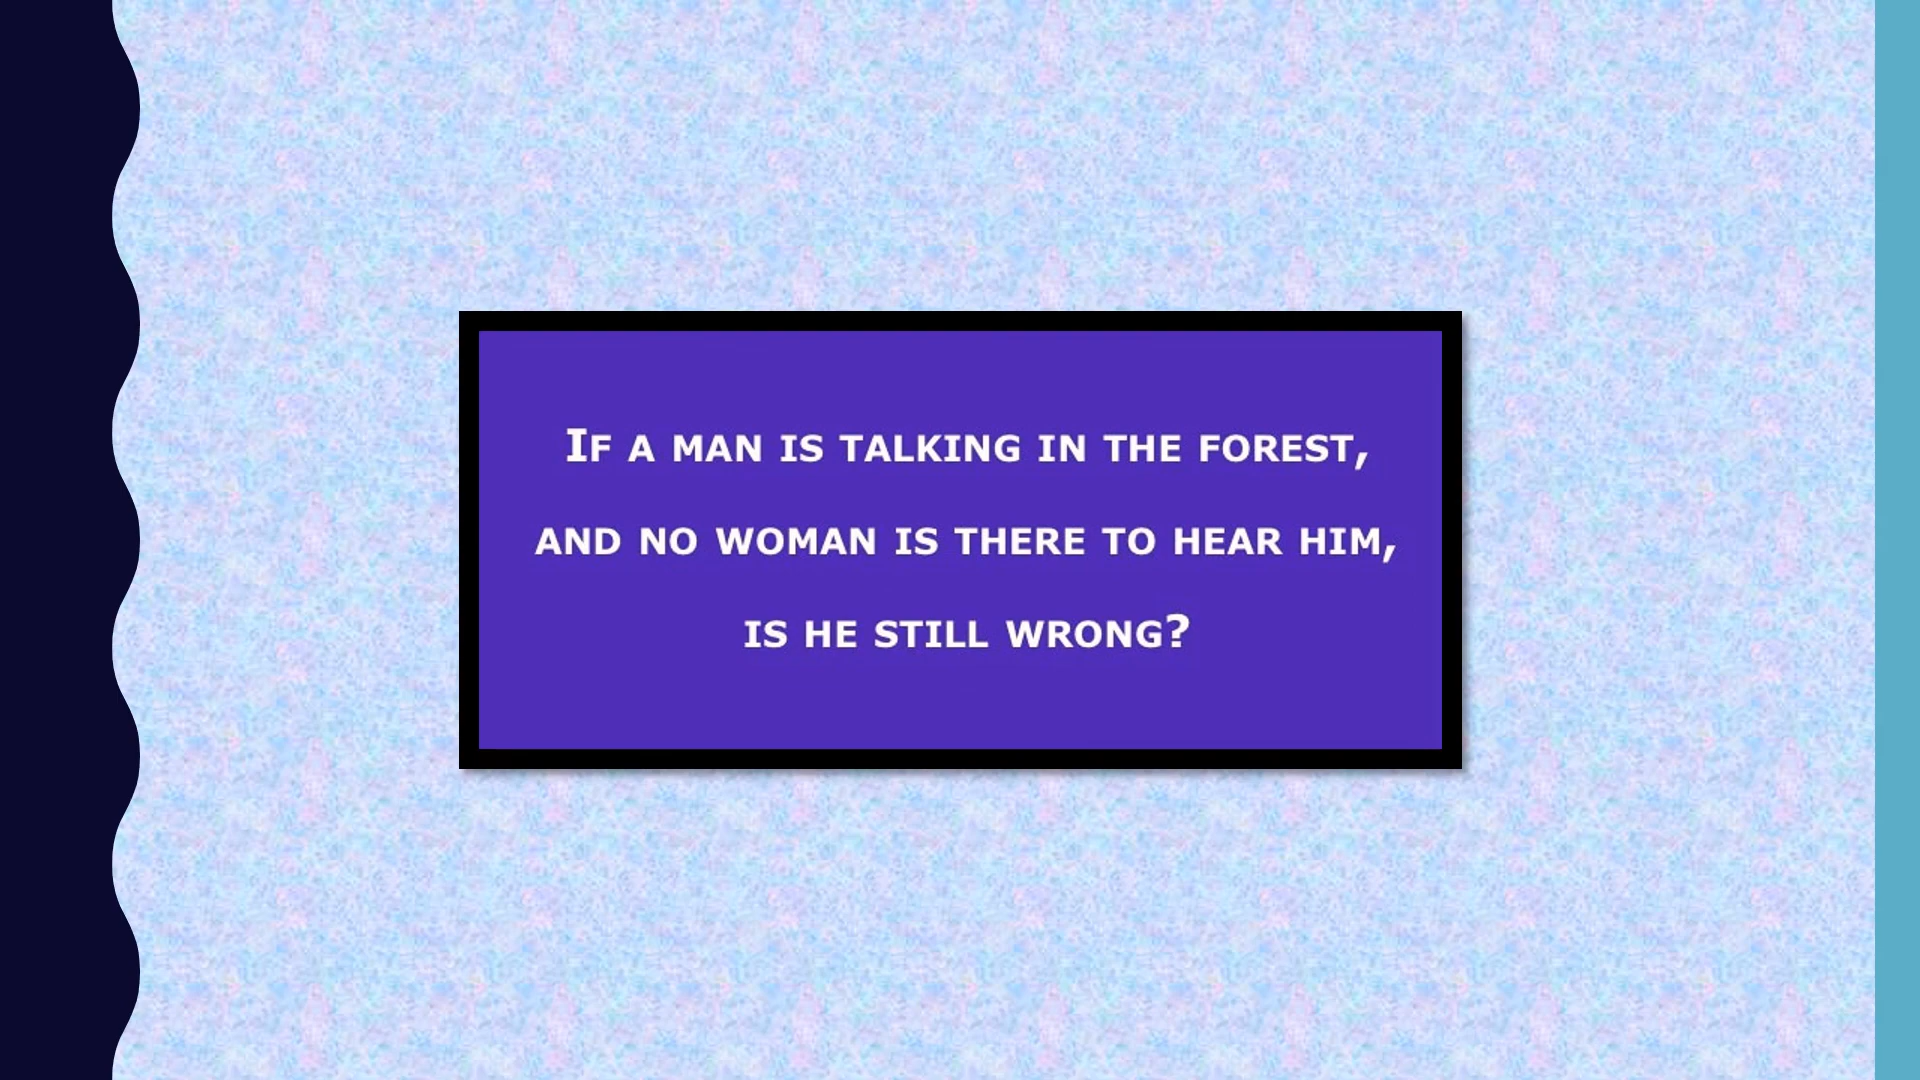 If a man is talking in the forest,
and no woman is there to hear him,
is he still wrong?